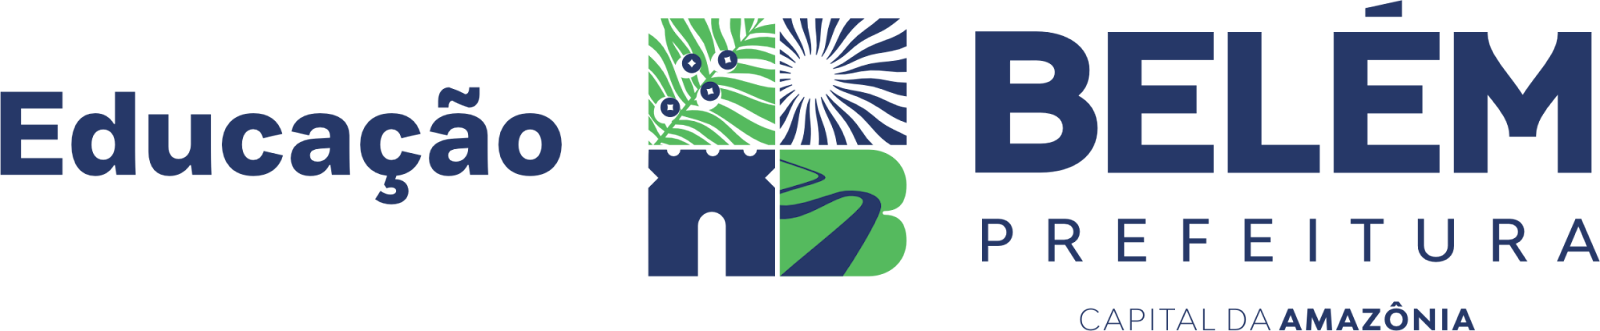 Educação
BELÉM
PREFEITURA
CAPITAL DA AMAZÔNIA